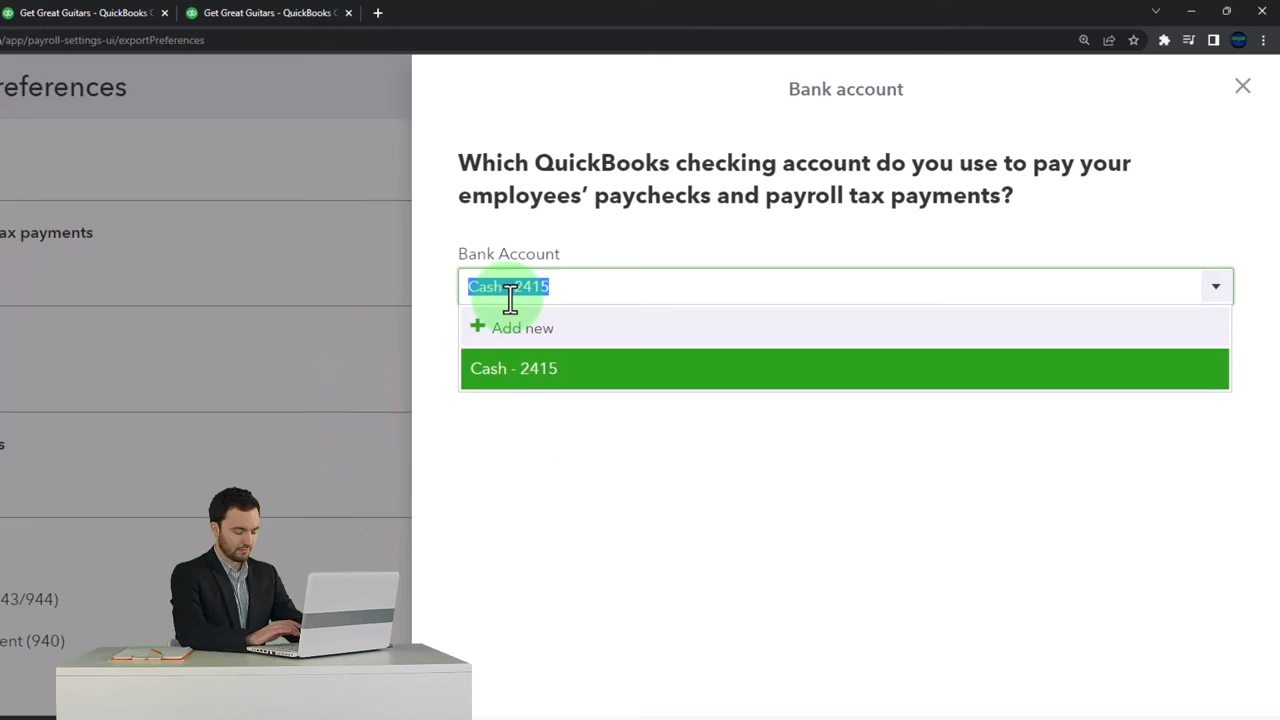 Get Great Guitars - QuickBooks
Get Great Guitars - QuickBooks
/app/payroll-settings-ui/exportPreferences
references
Bank account
Which QuickBooks checking account do you use to pay your
employees’ paychecks and payroll tax payments?
ax payments
Bank Account
Cash - 2415
Add new
Cash - 2415
s
43/944)
ent (940)